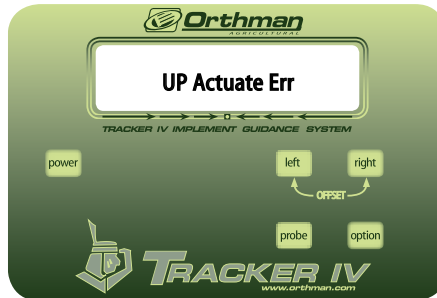 Orthman
AGRICULTURAL
UP Actuate Err
TRACKER IV IMPLEMENT GUIDANCE SYSTEM
power
left
right
OFFSET
probe
option
TRACKER IV
www.orthman.com